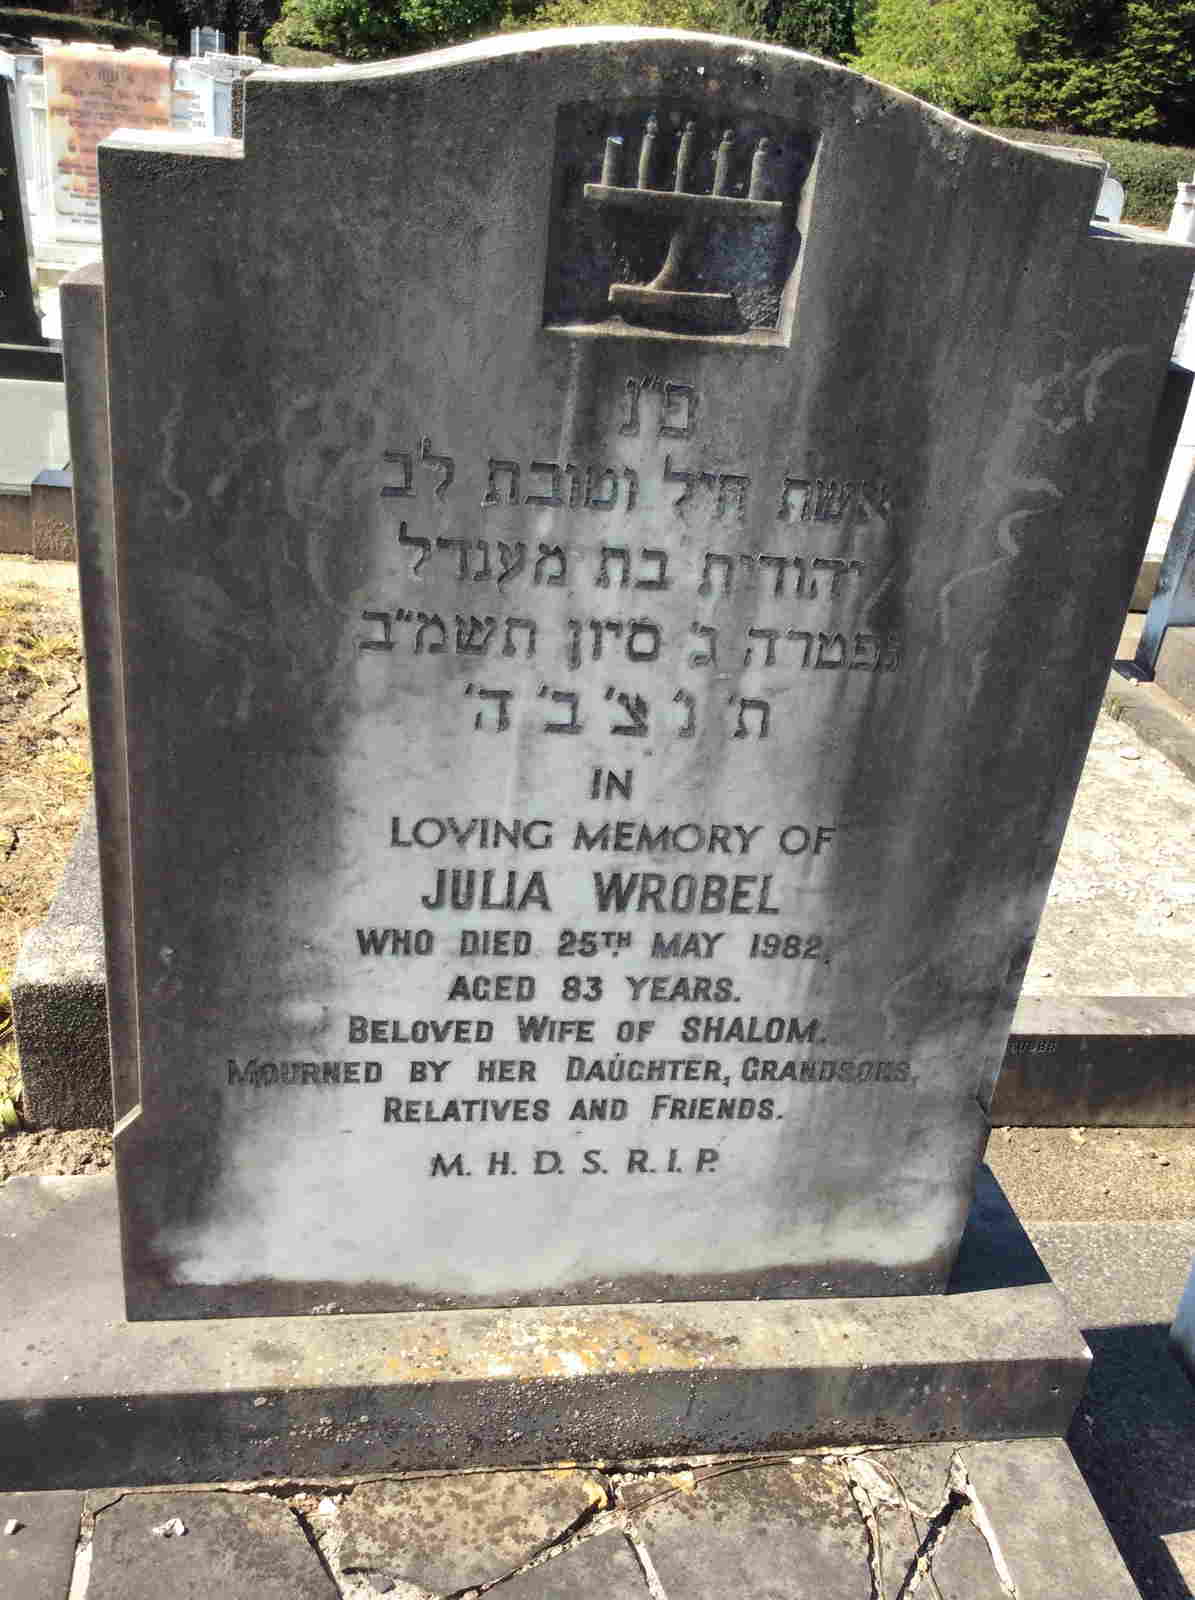 פ"נ
אשת חיל וטובת לב
יהודית בת מענדל
נפטרה ג' סיון תשמ"ב
ת' נ' צ' ב' ה'
IN
LOVING MEMORY OF
JULIA WROBEL
WHO DIED 25TH MAY 1982,
AGED 83 YEARS.
BELOVED WIFE OF SHALOM.
MOURNED BY HER DAUGHTER, GRANDSONS,
RELATIVES AND FRIENDS.
M. H. D. S. R. I. P.